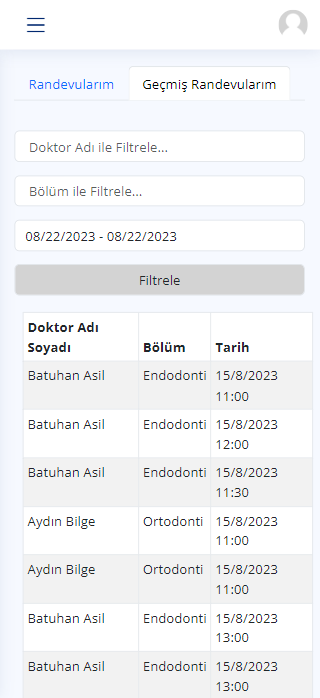 Randevularım Geçmiş Randevularım
Doktor Adı ile Filtrele...
Bölüm ile Filtrele...
08/22/2023 - 08/22/2023
Filtrele
Doktor Adı
Soyadı Bölüm Tarih
Batuhan Asil Endodonti 15/8/2023
11:00
Batuhan Asil Endodonti 15/8/2023
12:00
Batuhan Asil Endodonti 15/8/2023
11:30
Aydın Bilge Ortodonti 15/8/2023
11:00
Aydın Bilge Ortodonti 15/8/2023
11:00
Batuhan Asil Endodonti 15/8/2023
13:00
Batuhan Asil Endodonti 15/8/2023
13:00